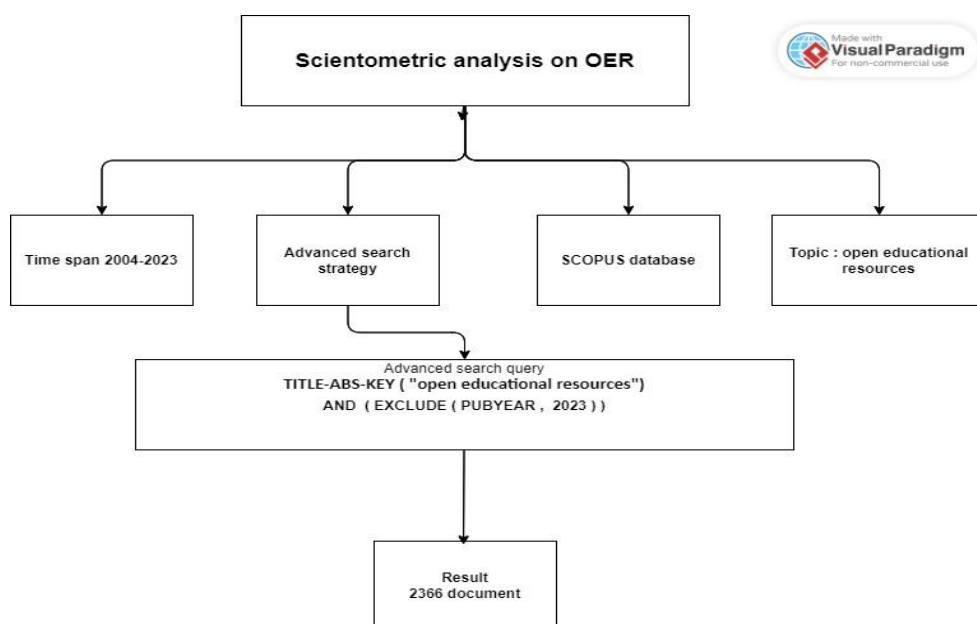 Scientometric analysis on OER
Made with
VisualParadigm
For non-commercial use
Time span 2004-2023
Advanced search
strategy
SCOPUS database
Topic : open educational
resources
Advanced search query
TITLE-ABS-KEY ( "open educational resources")
AND ( EXCLUDE ( PUBYEAR , 2023 ) )
Result
2366 document